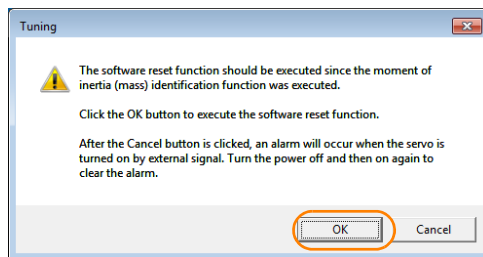 Tuning
The software reset function should be executed since the moment of
inertia (mass) identification function was executed.
Click the OK button to execute the software reset function.
After the Cancel button is clicked, an alarm will occur when the servo is
turned on by external signal. Turn the power off and then on again to
clear the alarm.
OK
Cancel